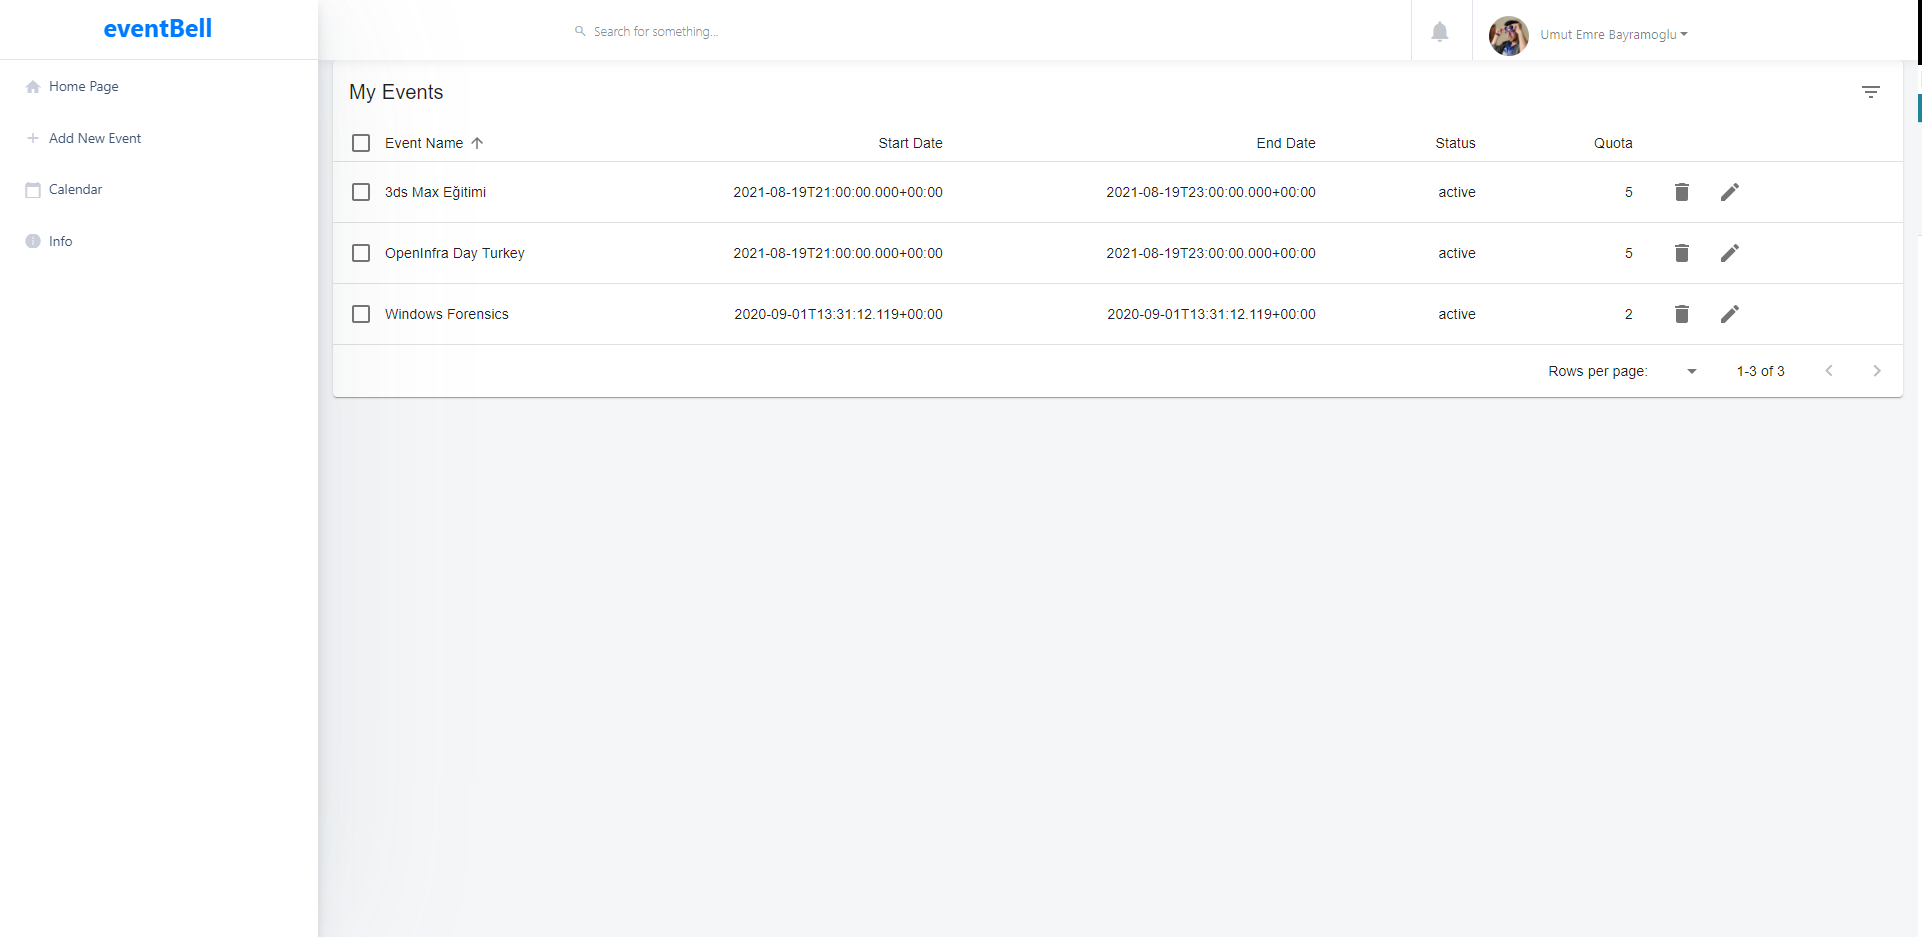 eventBell
Search for something...
Umut Emre Bayramoglu
Home Page
Add New Event
Calendar
Info
My Events
Event Name Start Date End Date Status Quota
3ds Max Eğitimi 2021-08-19T21:00:00.000+00:00 2021-08-19T23:00:00.000+00:00 active 5
OpenInfra Day Turkey 2021-08-19T21:00:00.000+00:00 2021-08-19T23:00:00.000+00:00 active 5
Windows Forensics 2020-09-01T13:31:12.119+00:00 2020-09-01T13:31:12.119+00:00 active 2
Rows per page: 1-3 of 3